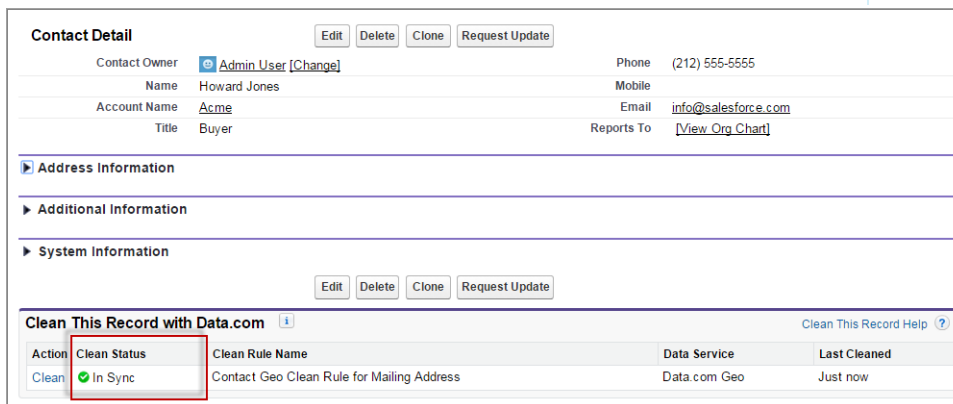 Contact Detail Edit Delete Clone Request Update
Contact Owner Admin User [Change] Phone (212) 555-5555
Name Howard Jones Mobile
Account Name Acme Email info@salesforce.com
Title Buyer Reports To [View Org Chart]
Address Information
Additional Information
System Information
Edit Delete Clone Request Update
Clean This Record with Data.com i Clean This Record Help ?
Action Clean Status Clean Rule Name Data Service Last Cleaned
Clean In Sync Contact Geo Clean Rule for Mailing Address Data.com Geo Just now